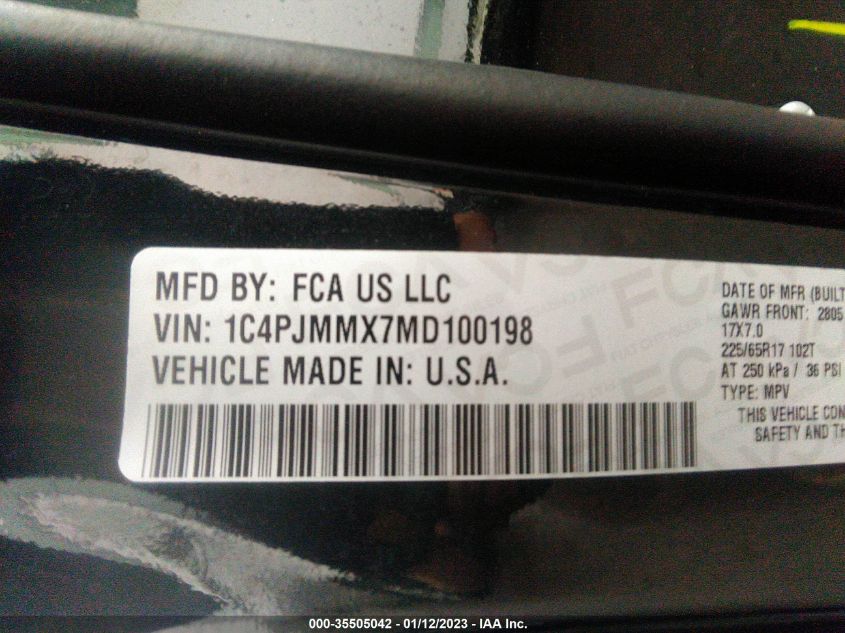 MFD BY: FCA US LLC
VIN: 1C4PJMMX7MD100198
VEHICLE MADE IN: U.S.A.
DATE OF MFR (BUILT
GAWR FRONT: 2805
17X7.0
225/65R17 102T
AT 250 kPa / 36 PSI
TYPE: MPV
THIS VEHICLE CON
SAFETY AND TH
000-35505042 - 01/12/2023 - IAA Inc.